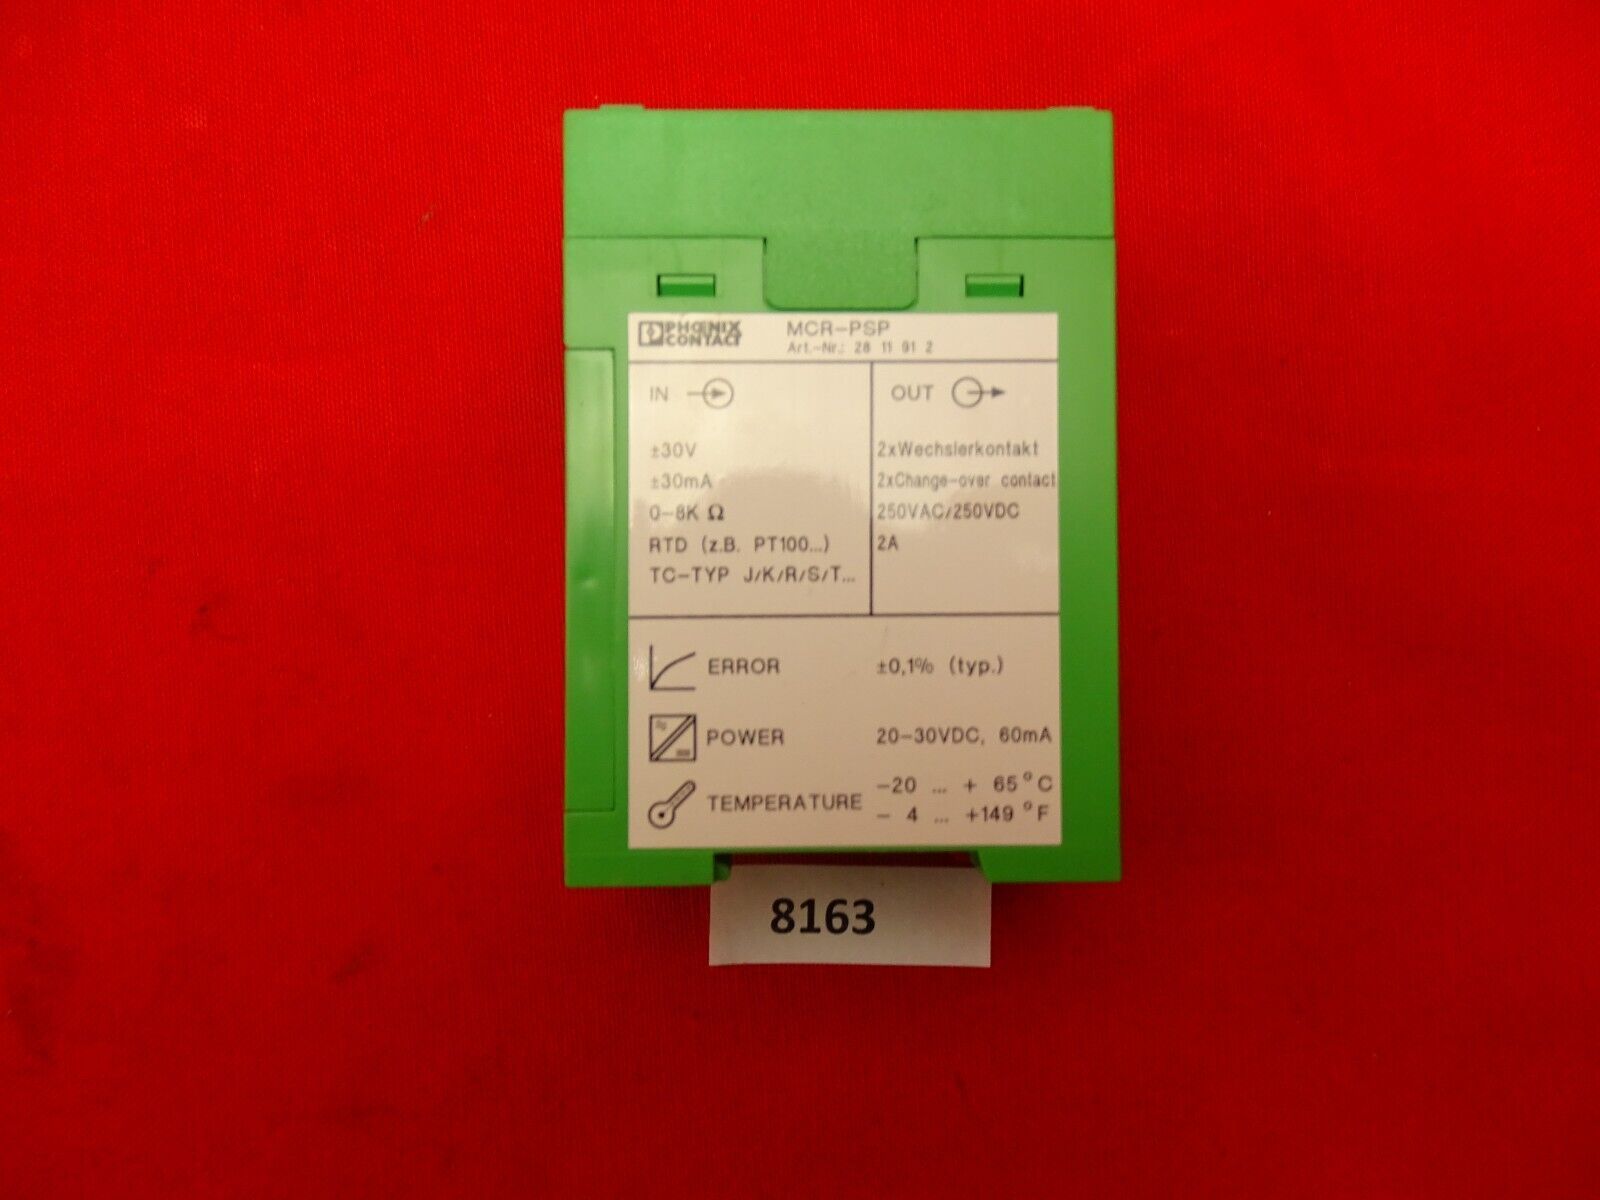 PHŒNIX
CONTACT
MCR-PSP
Art.-Nr.: 28 11 91 2
IN
OUT
±30V
±30mA
0-8K Ω
RTD (z.B. PT100...)
TC-TYP J/K/R/S/T...
2xWechslerkontakt
2xChange-over contact
250VAC/250VDC
2A
ERROR ±0,1% (typ.)
POWER 20-30VDC, 60mA
TEMPERATURE -20 ... + 65°C
- 4 ... +149°F
8163